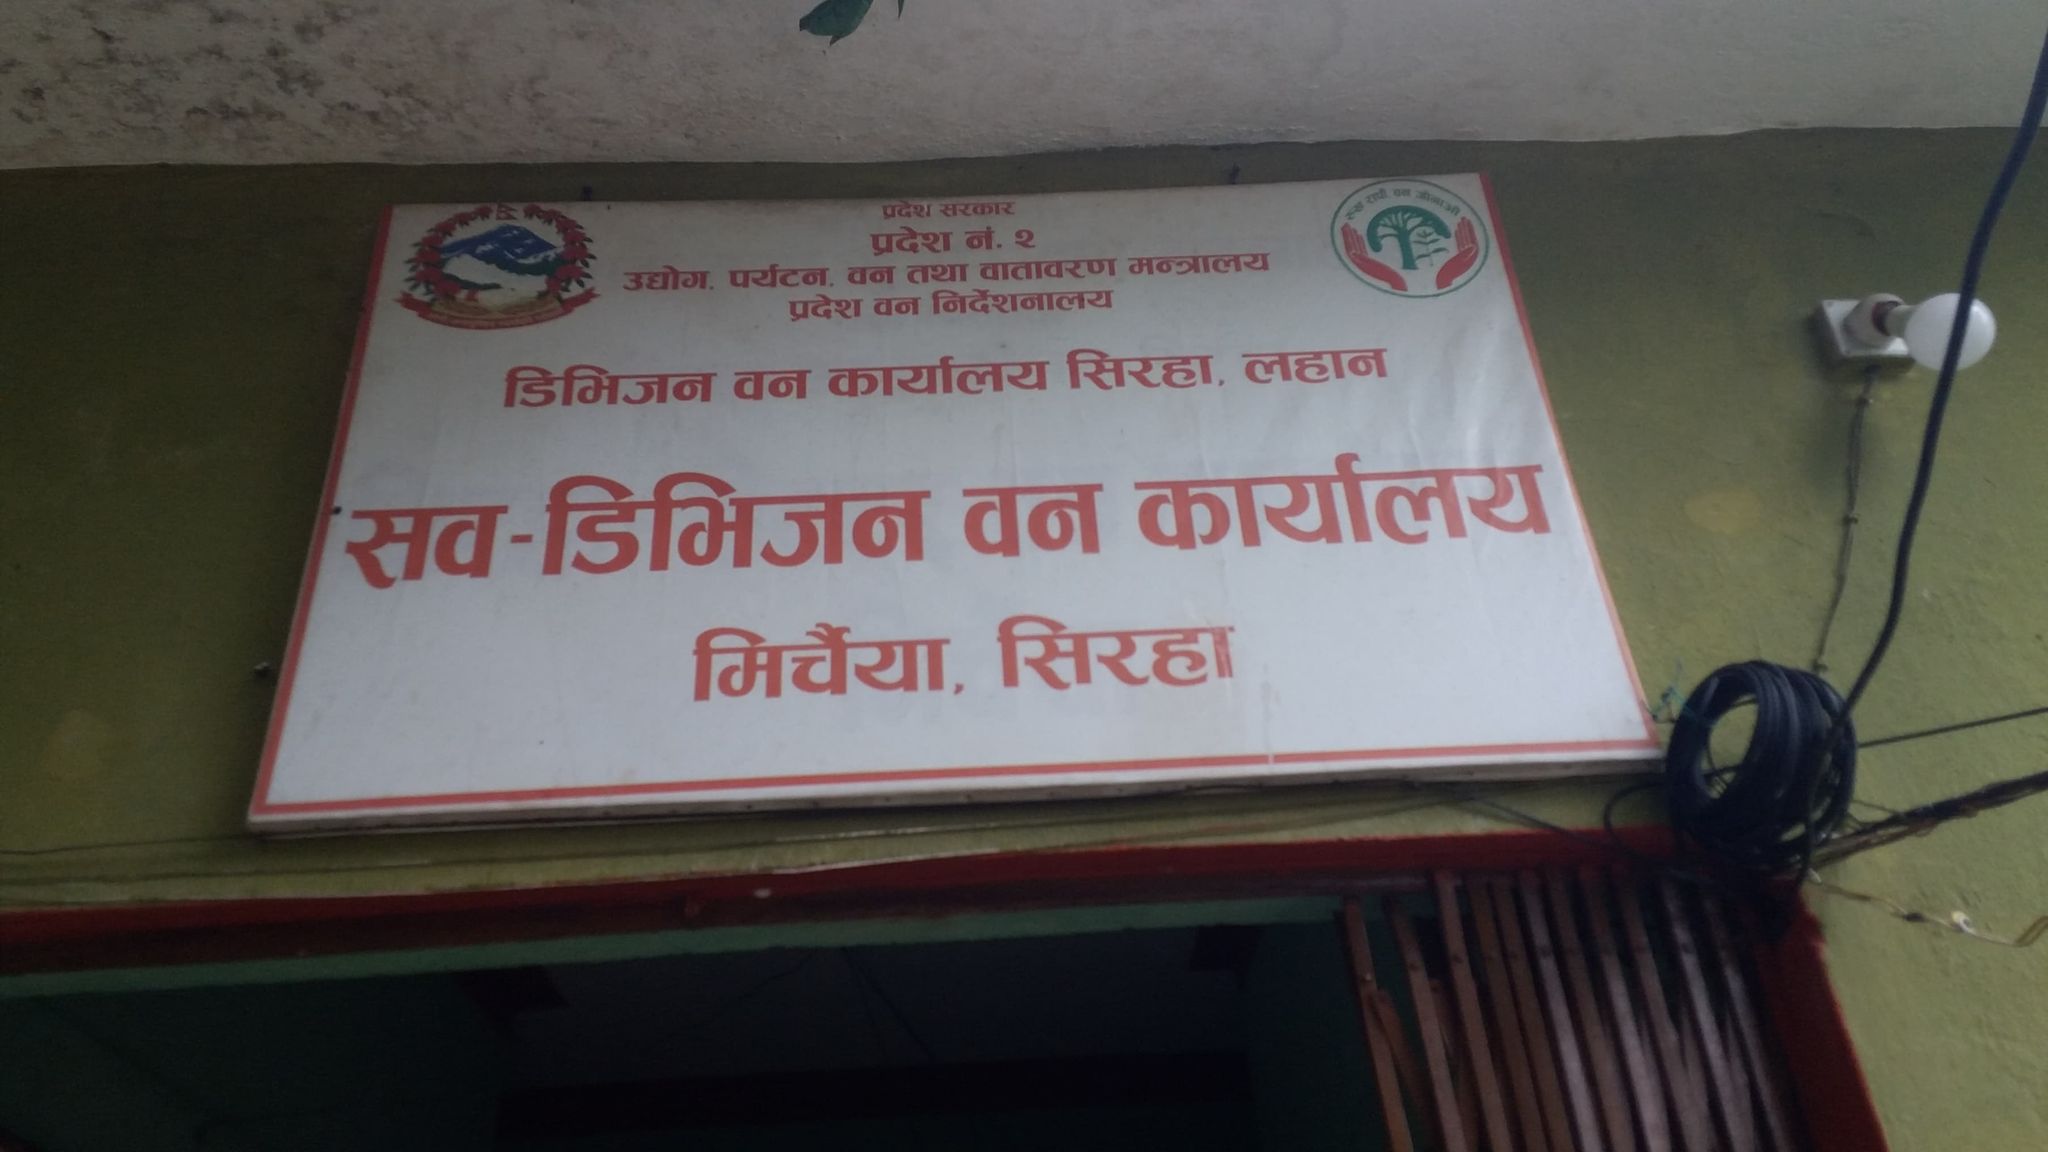 प्रदेश सरकार
प्रदेश नं. २
उद्योग, पर्यटन, वन तथा वातावरण मन्त्रालय
प्रदेश वन निर्देशनालय
डिभिजन वन कार्यालय सिरहा, लहान
सव-डिभिजन वन कार्यालय
मिर्चैया, सिरहा